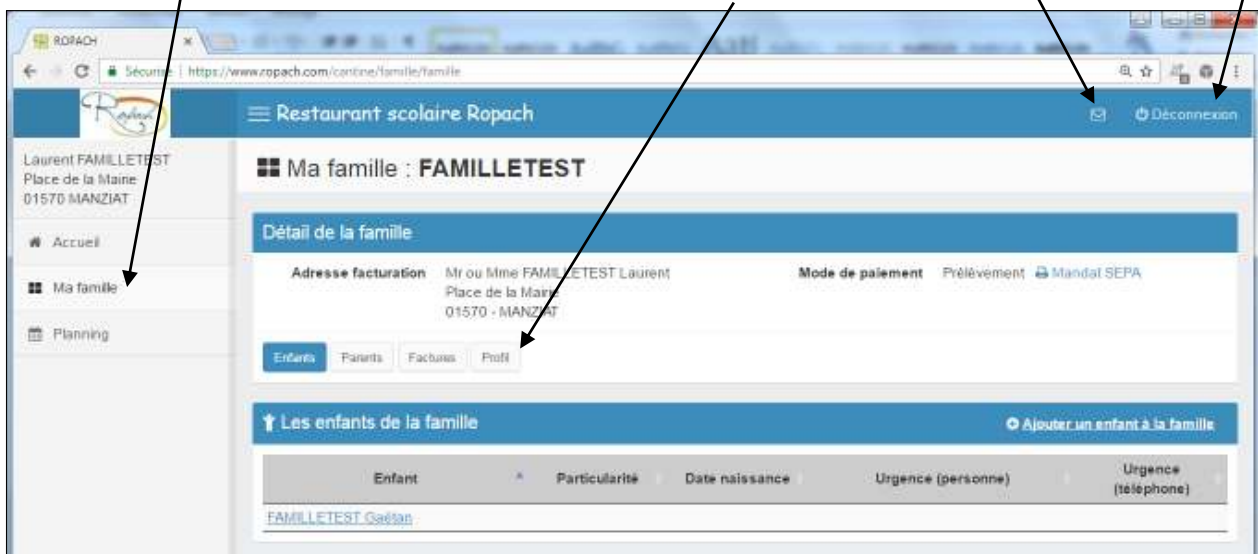 ROPACH
Sécurisé | https://www.ropach.com/cantine/famille/famille
Ropach
Restaurant scolaire Ropach
Déconnexion
Laurent FAMILLETEST
Place de la Mairie
01570 MANZIAT
Accueil
Ma famille
Planning
Ma famille : FAMILLETEST
Détail de la famille
Adresse facturation
Mr ou Mme FAMILLETEST Laurent
Place de la Mairie
01570 - MANZIAT
Mode de paiement Prélèvement Mandat SEPA
Enfants Parents Factures Profil
Les enfants de la famille
Ajouter un enfant à la famille
Enfant Particularité Date naissance Urgence (personne) Urgence
(téléphone)
FAMILLETEST Gaëtan